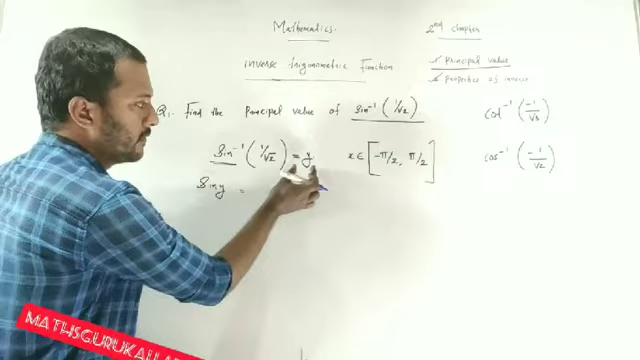 Mathematics.
2nd chapter
Inverse Trigonometric Function
✓ Principal value
✓ Properties of inverse
Q1. Find the Principal value of Sin⁻¹(1/√2)
Cot⁻¹(-1/√3)
Sin⁻¹(1/√2) = y
x ∈ [-π/2, π/2]
Cos⁻¹(-1/√2)
Sin y =